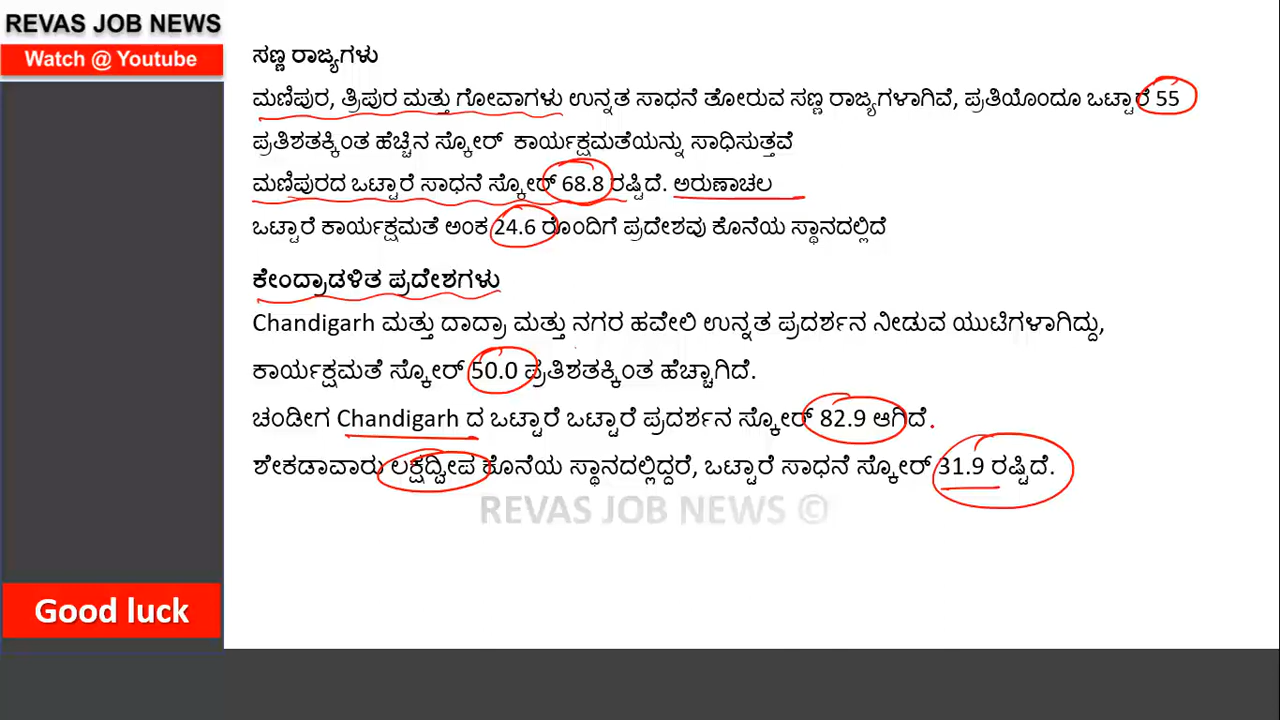 REVAS JOB NEWS
Watch @ Youtube
ಸಣ್ಣ ರಾಜ್ಯಗಳು
ಮಣಿಪುರ, ತ್ರಿಪುರ ಮತ್ತು ಗೋವಾಗಳು ಉನ್ನತ ಸಾಧನೆ ತೋರುವ ಸಣ್ಣ ರಾಜ್ಯಗಳಾಗಿವೆ, ಪ್ರತಿಯೊಂದೂ ಒಟ್ಟಾರೆ 55
ಪ್ರತಿಶತಕ್ಕಿಂತ ಹೆಚ್ಚಿನ ಸ್ಕೋರ್ ಕಾರ್ಯಕ್ಷಮತೆಯನ್ನು ಸಾಧಿಸುತ್ತವೆ
ಮಣಿಪುರದ ಒಟ್ಟಾರೆ ಸಾಧನೆ ಸ್ಕೋರ್ 68.8 ರಷ್ಟಿದೆ. ಅರುಣಾಚಲ
ಒಟ್ಟಾರೆ ಕಾರ್ಯಕ್ಷಮತೆ ಅಂಕ 24.6 ರೊಂದಿಗೆ ಪ್ರದೇಶವು ಕೊನೆಯ ಸ್ಥಾನದಲ್ಲಿದೆ
ಕೇಂದ್ರಾಡಳಿತ ಪ್ರದೇಶಗಳು
Chandigarh ಮತ್ತು ದಾದ್ರಾ ಮತ್ತು ನಗರ ಹವೇಲಿ ಉನ್ನತ ಪ್ರದರ್ಶನ ನೀಡುವ ಯುಟಿಗಳಾಗಿದ್ದು,
ಕಾರ್ಯಕ್ಷಮತೆ ಸ್ಕೋರ್ 50.0 ಪ್ರತಿಶತಕ್ಕಿಂತ ಹೆಚ್ಚಾಗಿದೆ.
ಚಂಡೀಗ Chandigarh ದ ಒಟ್ಟಾರೆ ಒಟ್ಟಾರೆ ಪ್ರದರ್ಶನ ಸ್ಕೋರ್ 82.9 ಆಗಿದೆ.
ಶೇಕಡಾವಾರು ಲಕ್ಷದ್ವೀಪ ಕೊನೆಯ ಸ್ಥಾನದಲ್ಲಿದ್ದರೆ, ಒಟ್ಟಾರೆ ಸಾಧನೆ ಸ್ಕೋರ್ 31.9 ರಷ್ಟಿದೆ.
REVAS JOB NEWS ©
Good luck